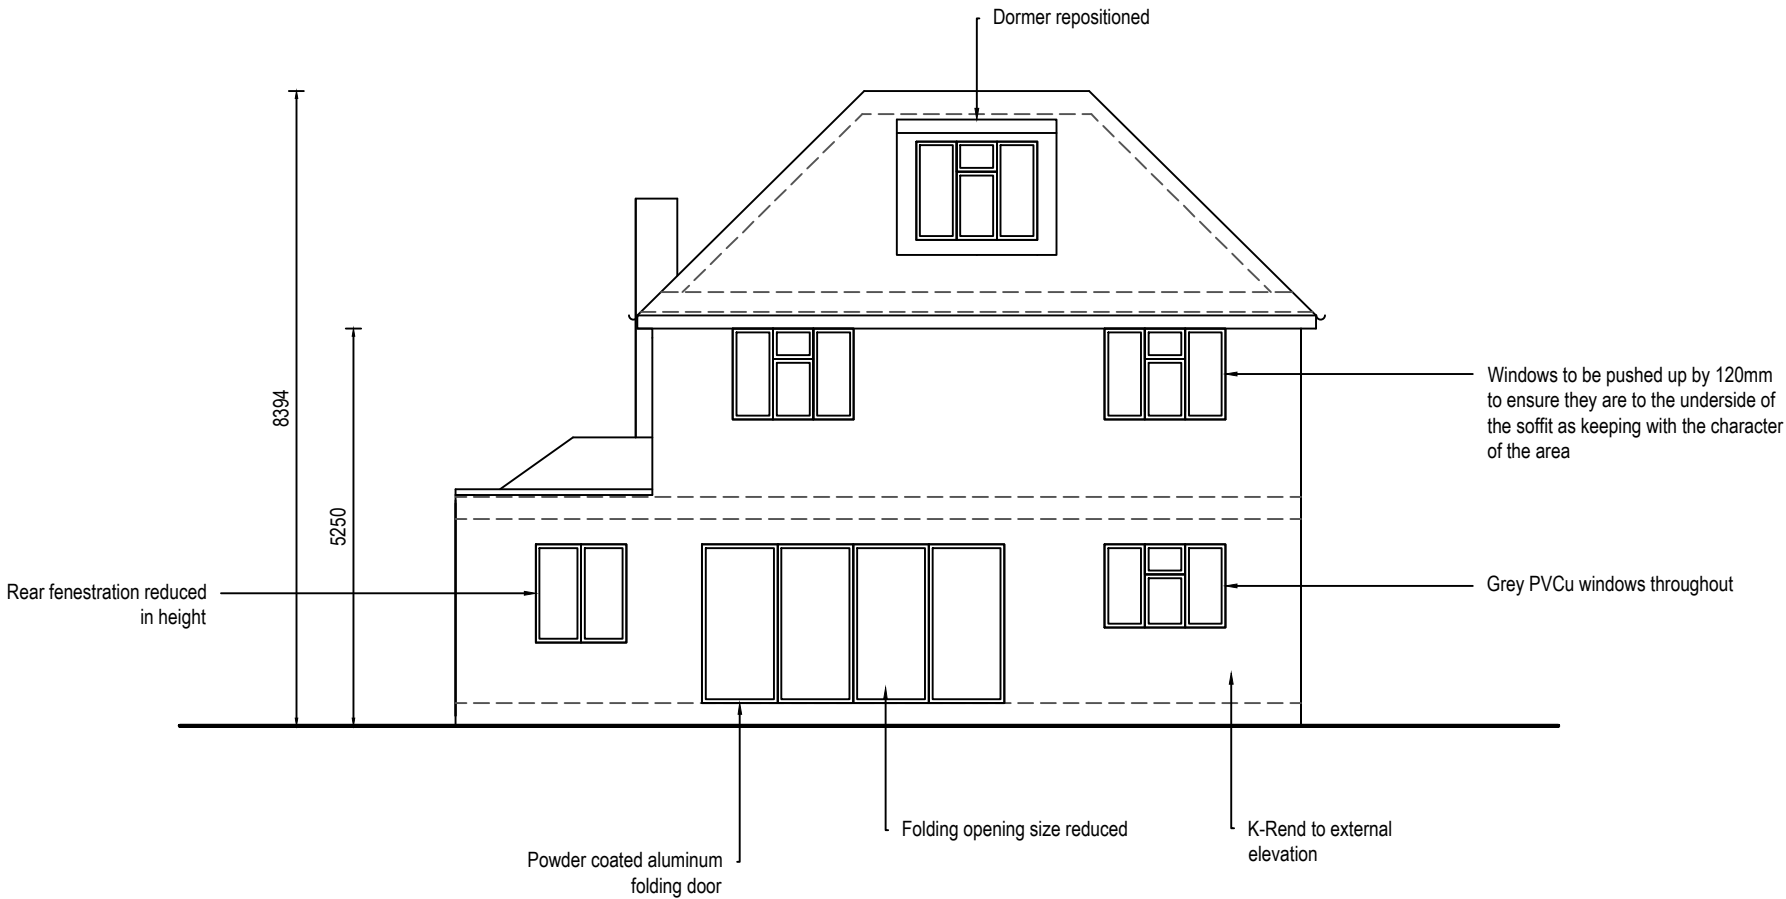 Dormer repositioned
8394
5250
Windows to be pushed up by 120mm
to ensure they are to the underside of
the soffit as keeping with the character
of the area
Rear fenestration reduced
in height
Grey PVCu windows throughout
Folding opening size reduced
K-Rend to external
elevation
Powder coated aluminum
folding door